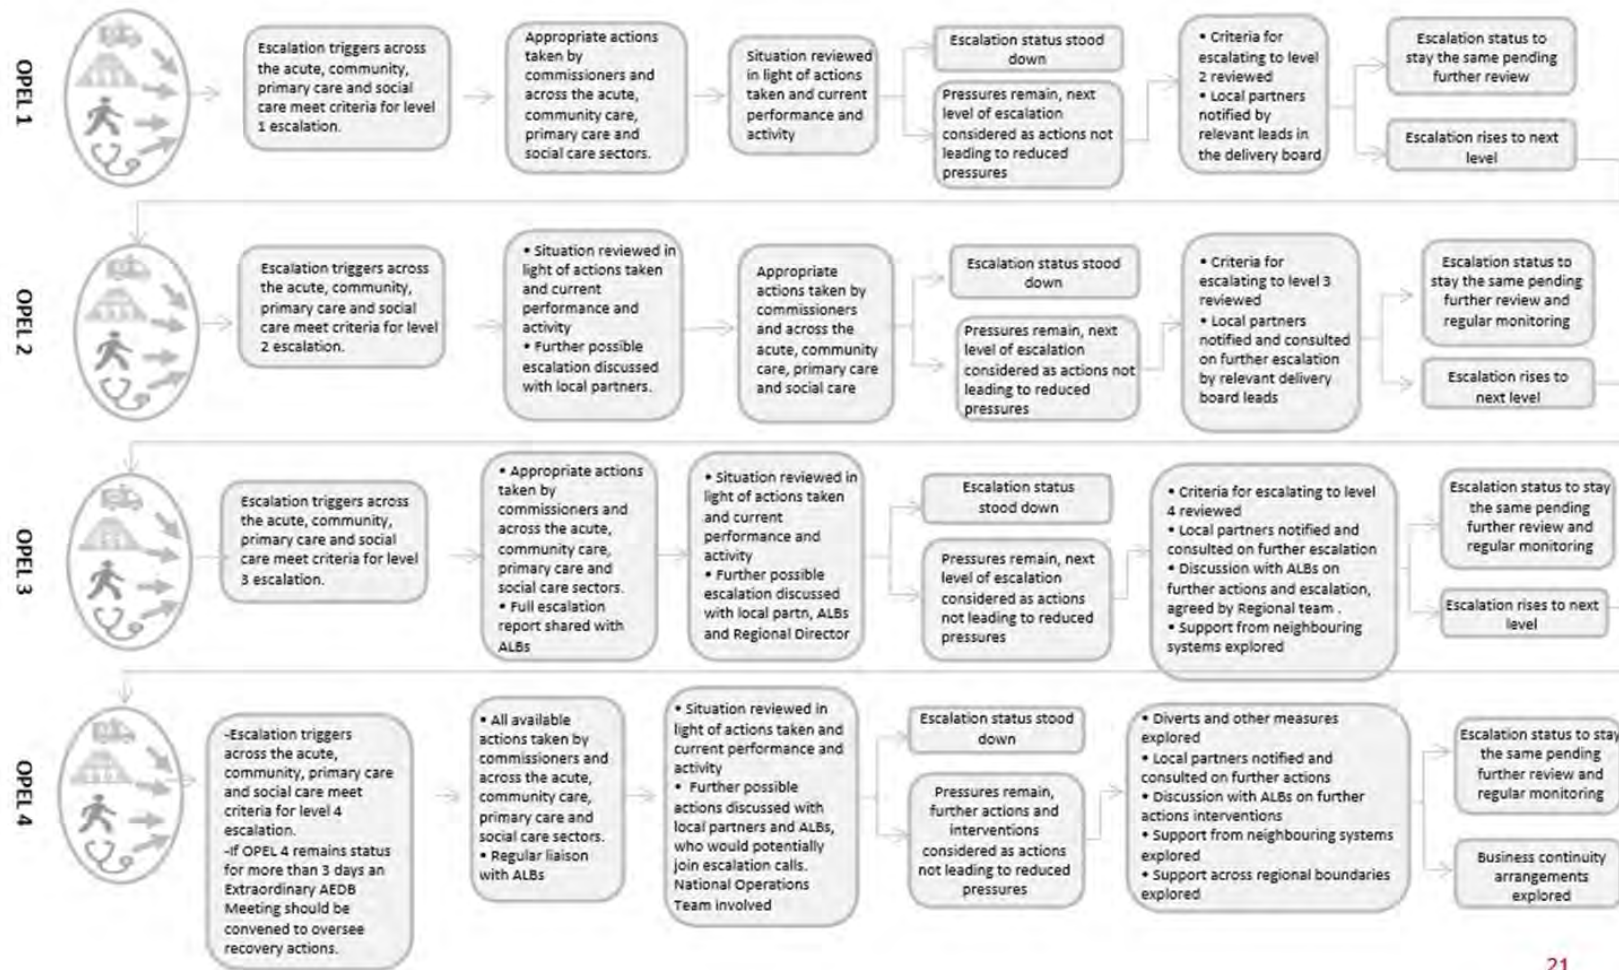 OPEL 1
Escalation triggers across
the acute, community,
primary care and social
care meet criteria for level
1 escalation.
Appropriate actions
taken by
commissioners and
across the acute,
community care,
primary care and
social care sectors.
Situation reviewed
in light of actions
taken and current
performance and
activity
Escalation status stood
down
Pressures remain, next
level of escalation
considered as actions not
leading to reduced
pressures
• Criteria for
escalating to level
2 reviewed
• Local partners
notified by
relevant leads in
the delivery board
Escalation status to
stay the same pending
further review
Escalation rises to next
level
OPEL 2
Escalation triggers across
the acute, community,
primary care and social
care meet criteria for level
2 escalation.
• Situation reviewed in
light of actions taken
and current
performance and
activity
• Further possible
escalation discussed
with local partners.
Appropriate
actions taken by
commissioners
and across the
acute, community
care, primary care
and social care
Escalation status stood
down
Pressures remain, next
level of escalation
considered as actions not
leading to reduced
pressures
• Criteria for
escalating to level 3
reviewed
• Local partners
notified and consulted
on further escalation
by relevant delivery
board leads
Escalation status to
stay the same pending
further review and
regular monitoring
Escalation rises to
next level
OPEL 3
Escalation triggers across
the acute, community,
primary care and social
care meet criteria for level
3 escalation.
• Appropriate actions
taken by
commissioners and
across the acute,
community care,
primary care and
social care sectors.
• Full escalation
report shared with
ALBs
• Situation reviewed in
light of actions taken
and current
performance and
activity
• Further possible
escalation discussed
with local partn, ALBs
and Regional Director
Escalation status
stood down
Pressures remain, next
level of escalation
considered as actions
not leading to reduced
pressures
• Criteria for escalating to level
4 reviewed
• Local partners notified and
consulted on further escalation
• Discussion with ALBs on
further actions and escalation,
agreed by Regional team .
• Support from neighbouring
systems explored
Escalation status to stay
the same pending
further review and
regular monitoring
Escalation rises to next
level
OPEL 4
-Escalation triggers
across the acute,
community, primary care
and social care meet
criteria for level 4
escalation.
-If OPEL 4 remains status
for more than 3 days an
Extraordinary AEDB
Meeting should be
convened to oversee
recovery actions.
• All available
actions taken by
commissioners and
across the acute,
community care,
primary care and
social care sectors.
• Regular liaison
with ALBs
• Situation reviewed in
light of actions taken and
current performance and
activity
• Further possible
actions discussed with
local partners and ALBs,
who would potentially
join escalation calls.
National Operations
Team involved
Escalation status stood
down
Pressures remain,
further actions and
interventions
considered as actions
not leading to reduced
pressures
• Diverts and other measures
explored
• Local partners notified and
consulted on further actions
• Discussion with ALBs on further
actions interventions
• Support from neighbouring systems
explored
• Support across regional boundaries
explored
Escalation status to stay
the same pending
further review and
regular monitoring
Business continuity
arrangements
explored
21